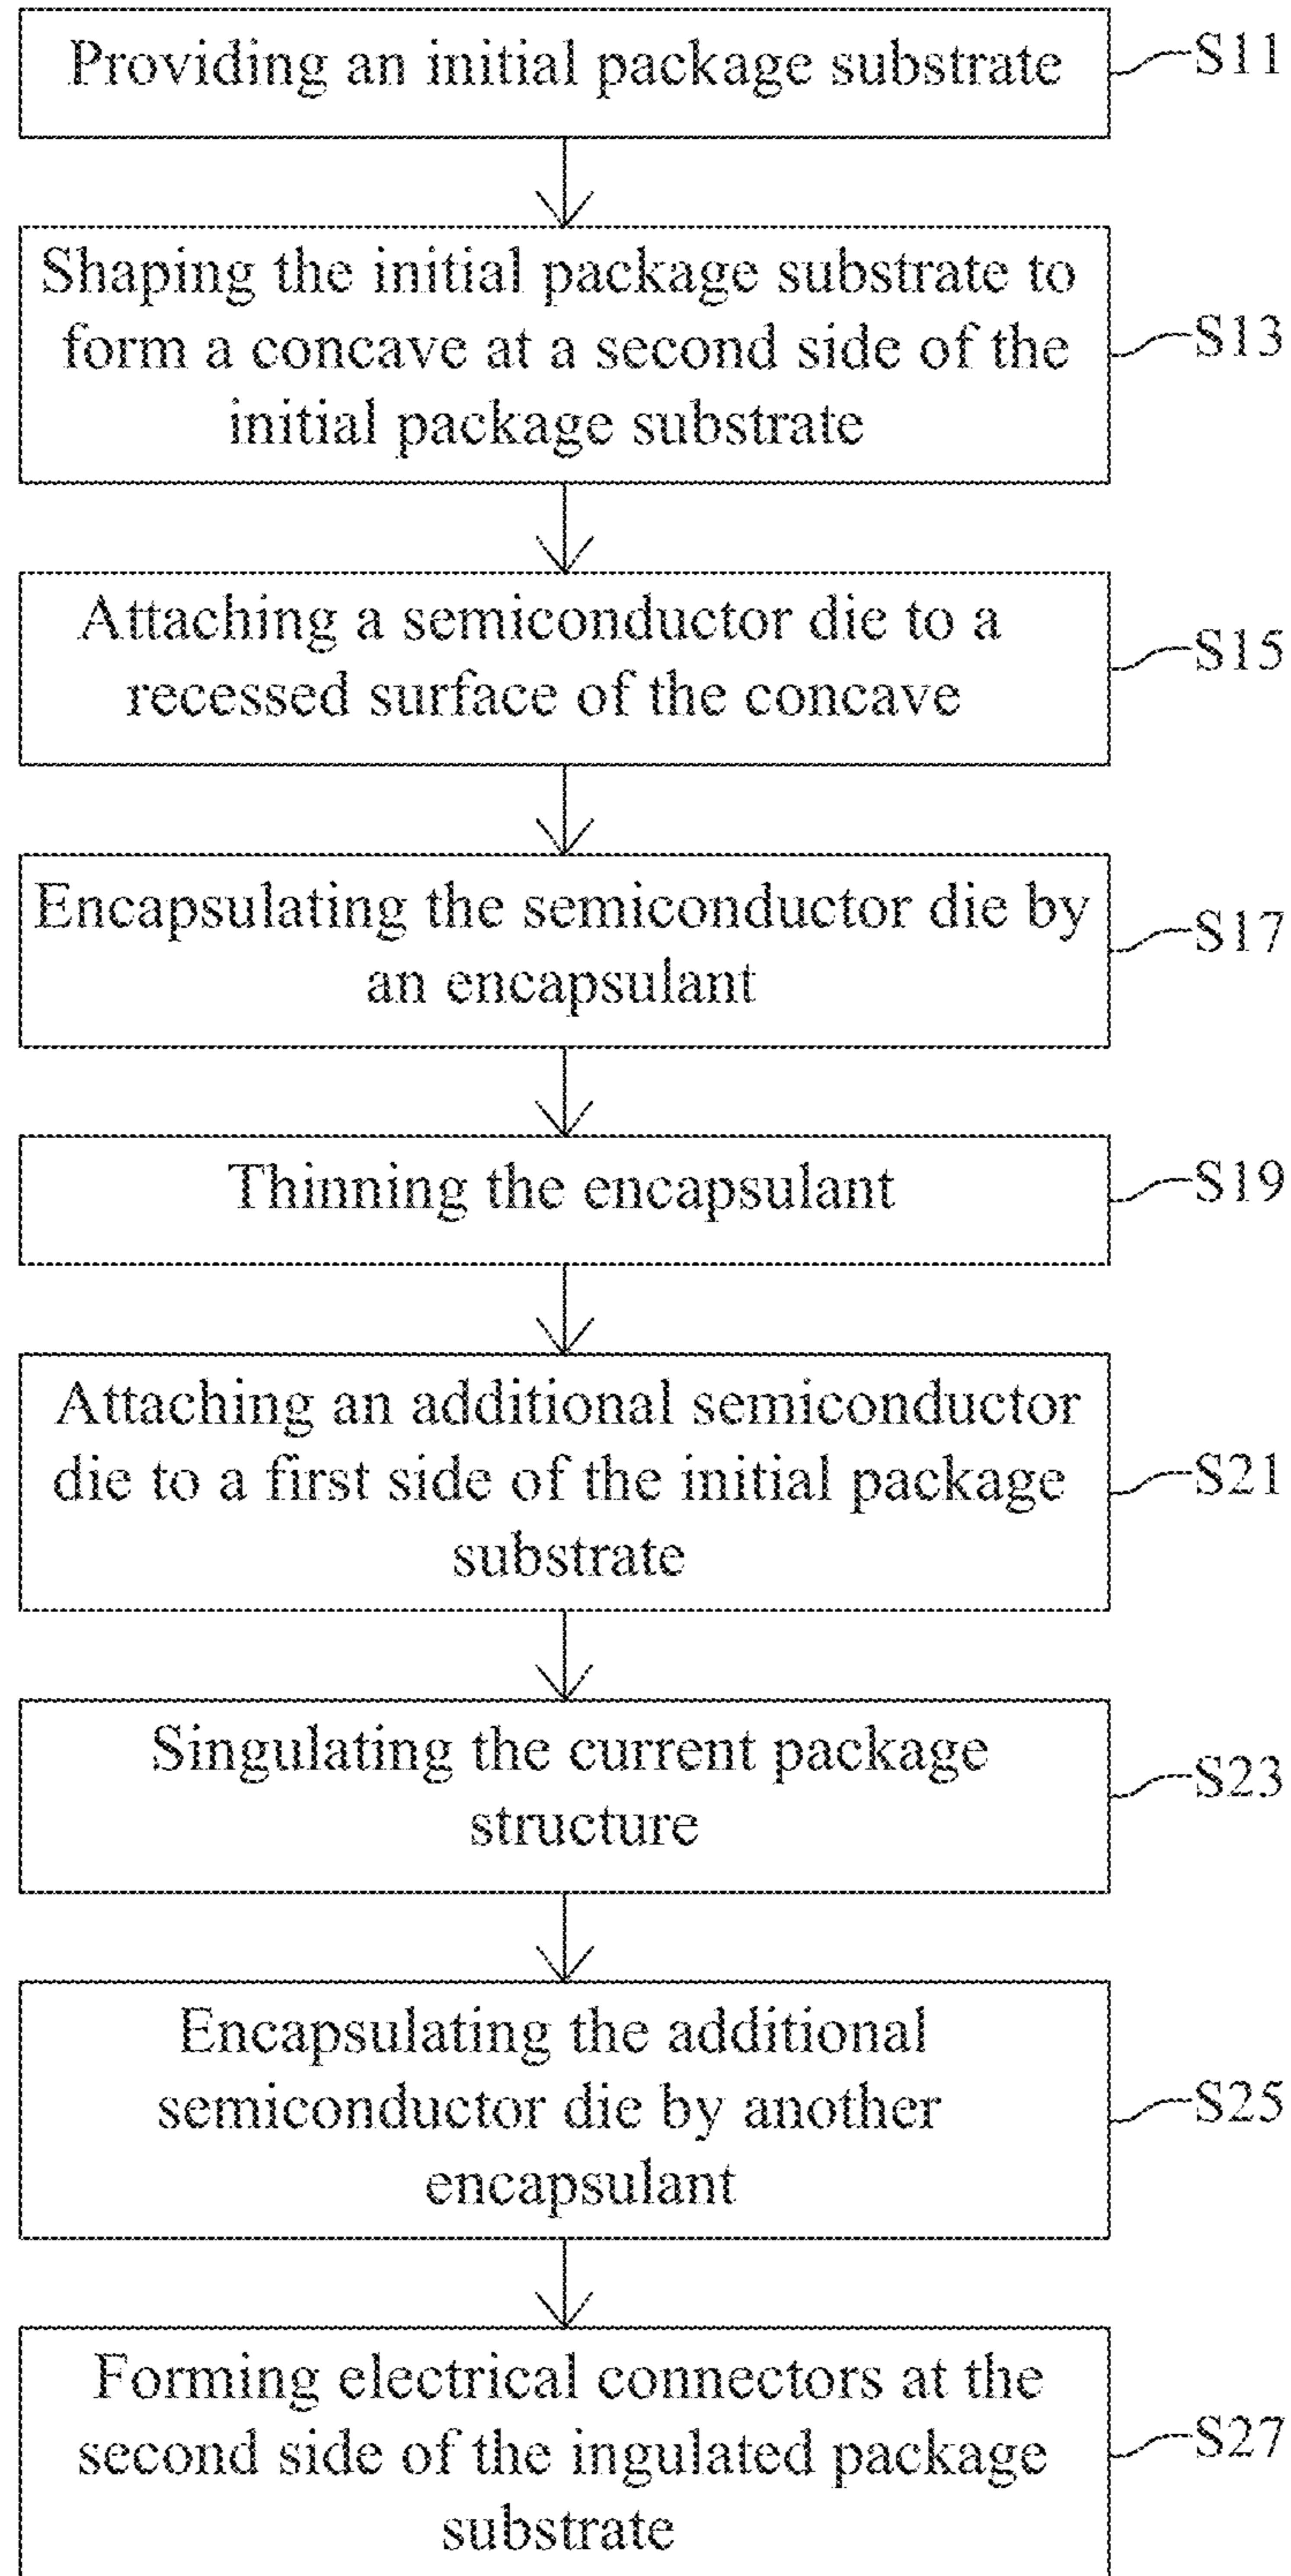 Providing an initial package substrate
S11
Shaping the initial package substrate to
form a concave at a second side of the
initial package substrate
S13
Attaching a semiconductor die to a
recessed surface of the concave
S15
Encapsulating the semiconductor die by
an encapsulant
S17
Thinning the encapsulant
S19
Attaching an additional semiconductor
die to a first side of the initial package
substrate
S21
Singulating the current package
structure
S23
Encapsulating the additional
semiconductor die by another
encapsulant
S25
Forming electrical connectors at the
second side of the ingulated package
substrate
S27